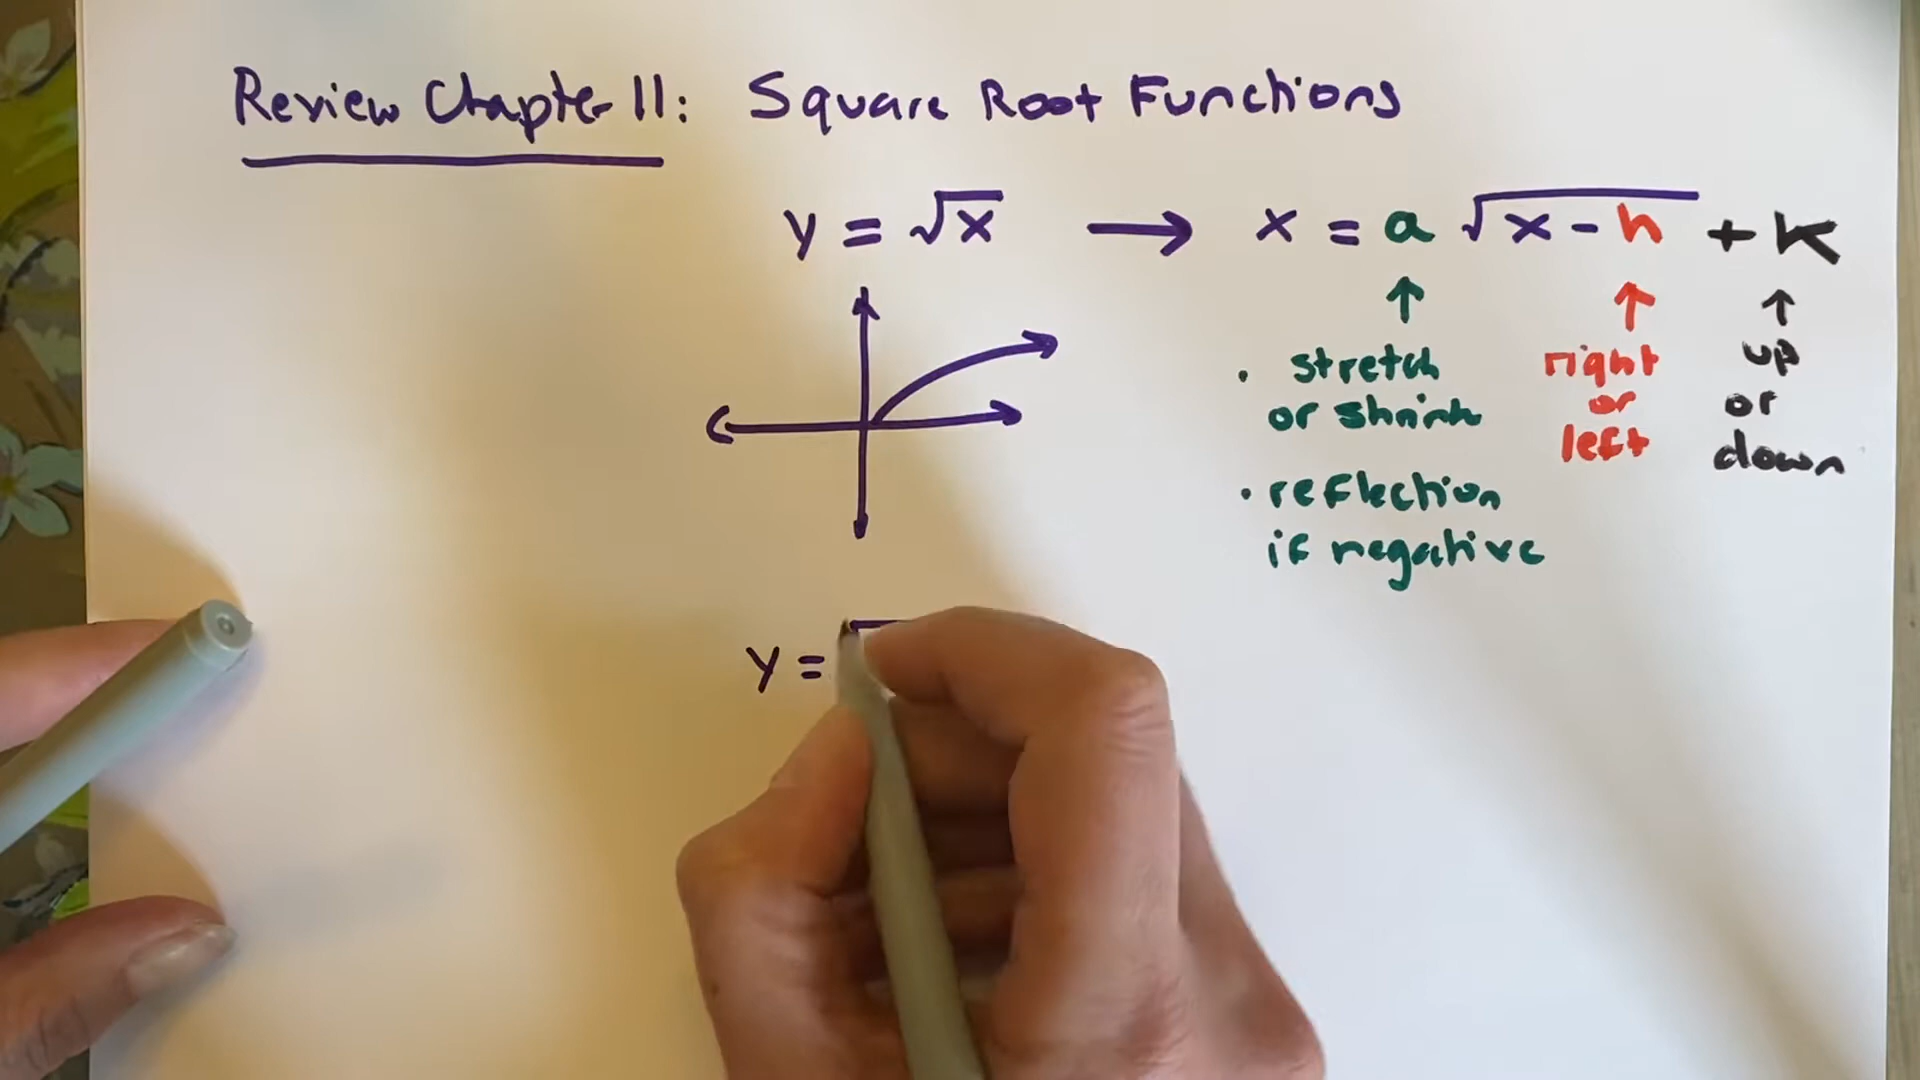 Review Chapter 11: Square Root Functions
y = √x → x = a √x - h + K
↑ ↑ ↑
• stretch or shrink
• reflection if negative
right or left
up or down
y =